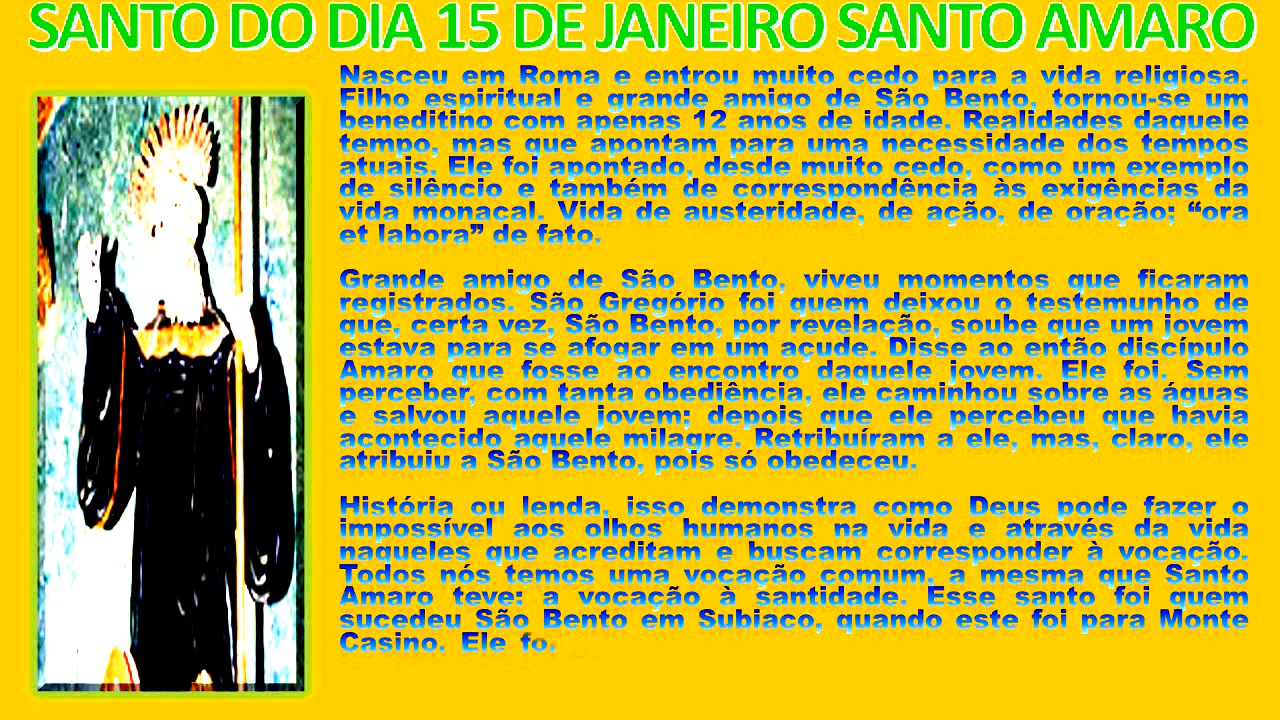 SANTO DO DIA 15 DE JANEIRO SANTO AMARO
Nasceu em Roma e entrou muito cedo para a vida religiosa.
Filho espiritual e grande amigo de São Bento, tornou-se um
beneditino com apenas 12 anos de idade. Realidades daquele
tempo, mas que apontam para uma necessidade dos tempos
atuais. Ele foi apontado, desde muito cedo, como um exemplo
de silêncio e também de correspondência às exigências da
vida monacal. Vida de austeridade, de ação, de oração; “ora
et labora” de fato.
Grande amigo de São Bento, viveu momentos que ficaram
registrados. São Gregório foi quem deixou o testemunho de
que, certa vez, São Bento, por revelação, soube que um jovem
estava para se afogar em um açude. Disse ao então discípulo
Amaro que fosse ao encontro daquele jovem. Ele foi. Sem
perceber, com tanta obediência, ele caminhou sobre as águas
e salvou aquele jovem; depois que ele percebeu que havia
acontecido aquele milagre. Retribuíram a ele, mas, claro, ele
atribuiu a São Bento, pois só obedeceu.
História ou lenda, isso demonstra como Deus pode fazer o
impossível aos olhos humanos na vida e através da vida
naqueles que acreditam e buscam corresponder à vocação.
Todos nós temos uma vocação comum, a mesma que Santo
Amaro teve: a vocação à santidade. Esse santo foi quem
sucedeu São Bento em Subiaco, quando este foi para Monte
Casino. Ele fo.